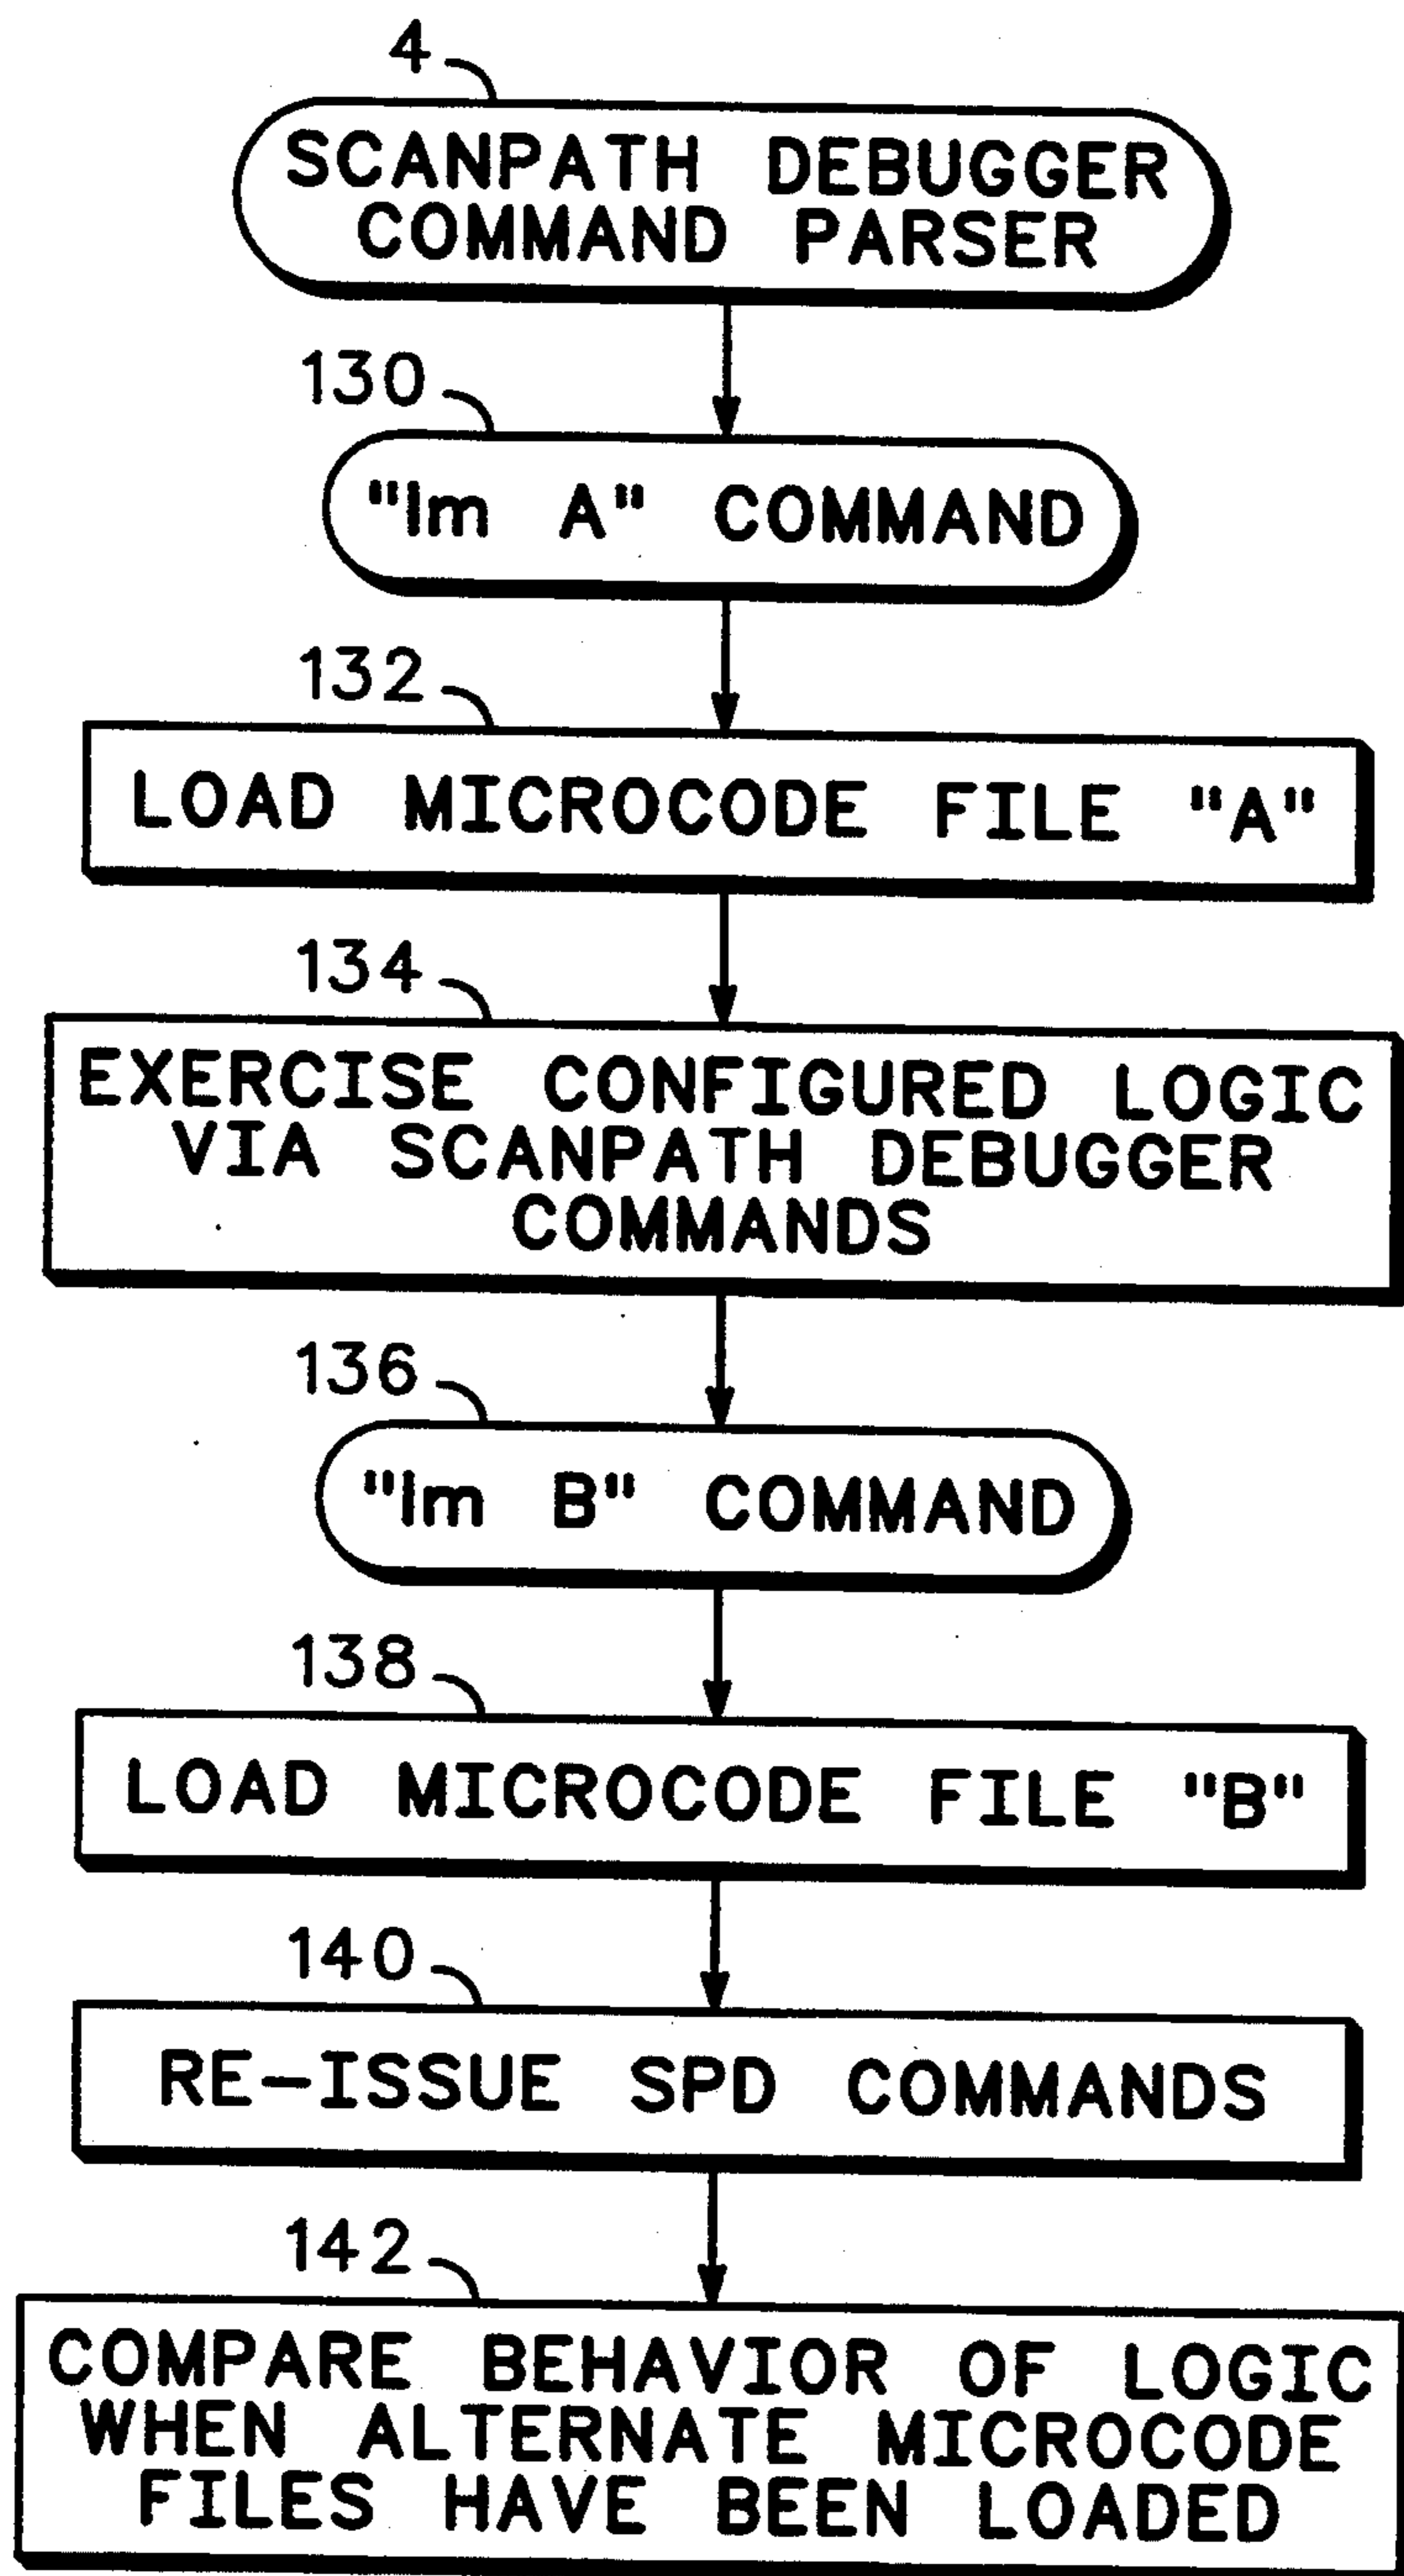 4
SCANPATH DEBUGGER
COMMAND PARSER
130
"lm A" COMMAND
132
LOAD MICROCODE FILE "A"
134
EXERCISE CONFIGURED LOGIC
VIA SCANPATH DEBUGGER
COMMANDS
136
"lm B" COMMAND
138
LOAD MICROCODE FILE "B"
140
RE-ISSUE SPD COMMANDS
142
COMPARE BEHAVIOR OF LOGIC
WHEN ALTERNATE MICROCODE
FILES HAVE BEEN LOADED